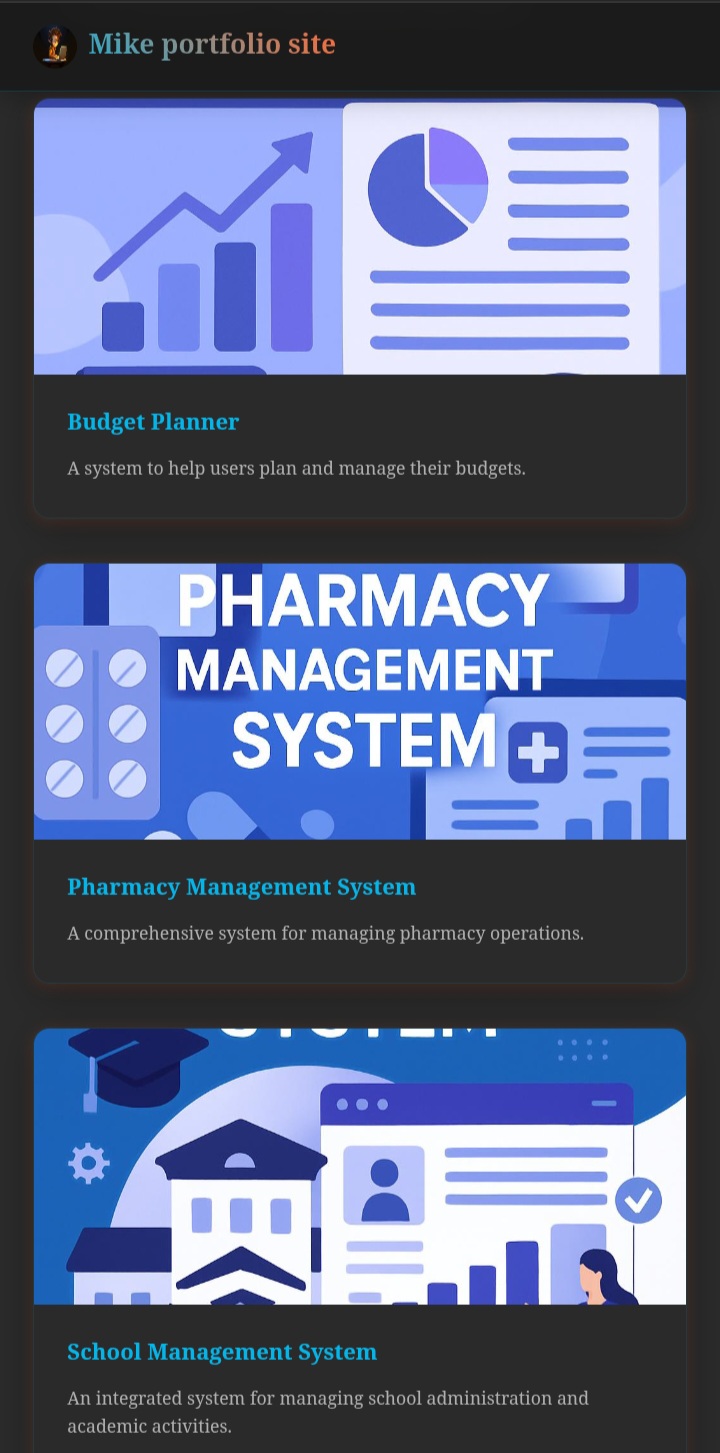 Mike portfolio site
Budget Planner
A system to help users plan and manage their budgets.
PHARMACY
MANAGEMENT
SYSTEM
Pharmacy Management System
A comprehensive system for managing pharmacy operations.
SYSTEM
School Management System
An integrated system for managing school administration and
academic activities.